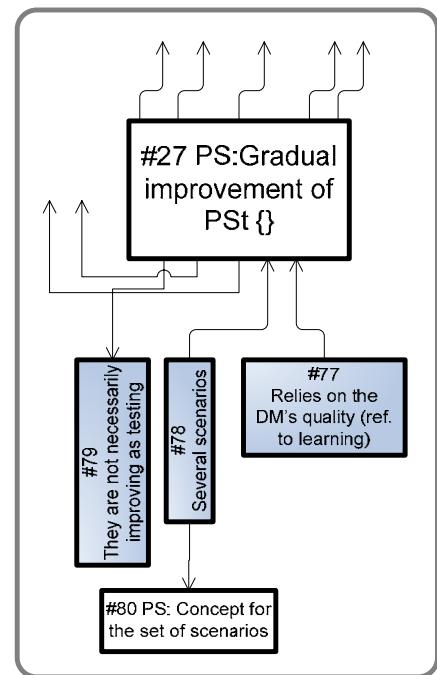 #27 PS:Gradual
improvement of
PSt {}
#79
They are not necessarily
improving as testing
#78
Several scenarios
#77
Relies on the
DM's quality (ref.
to learning)
#80 PS: Concept for
the set of scenarios